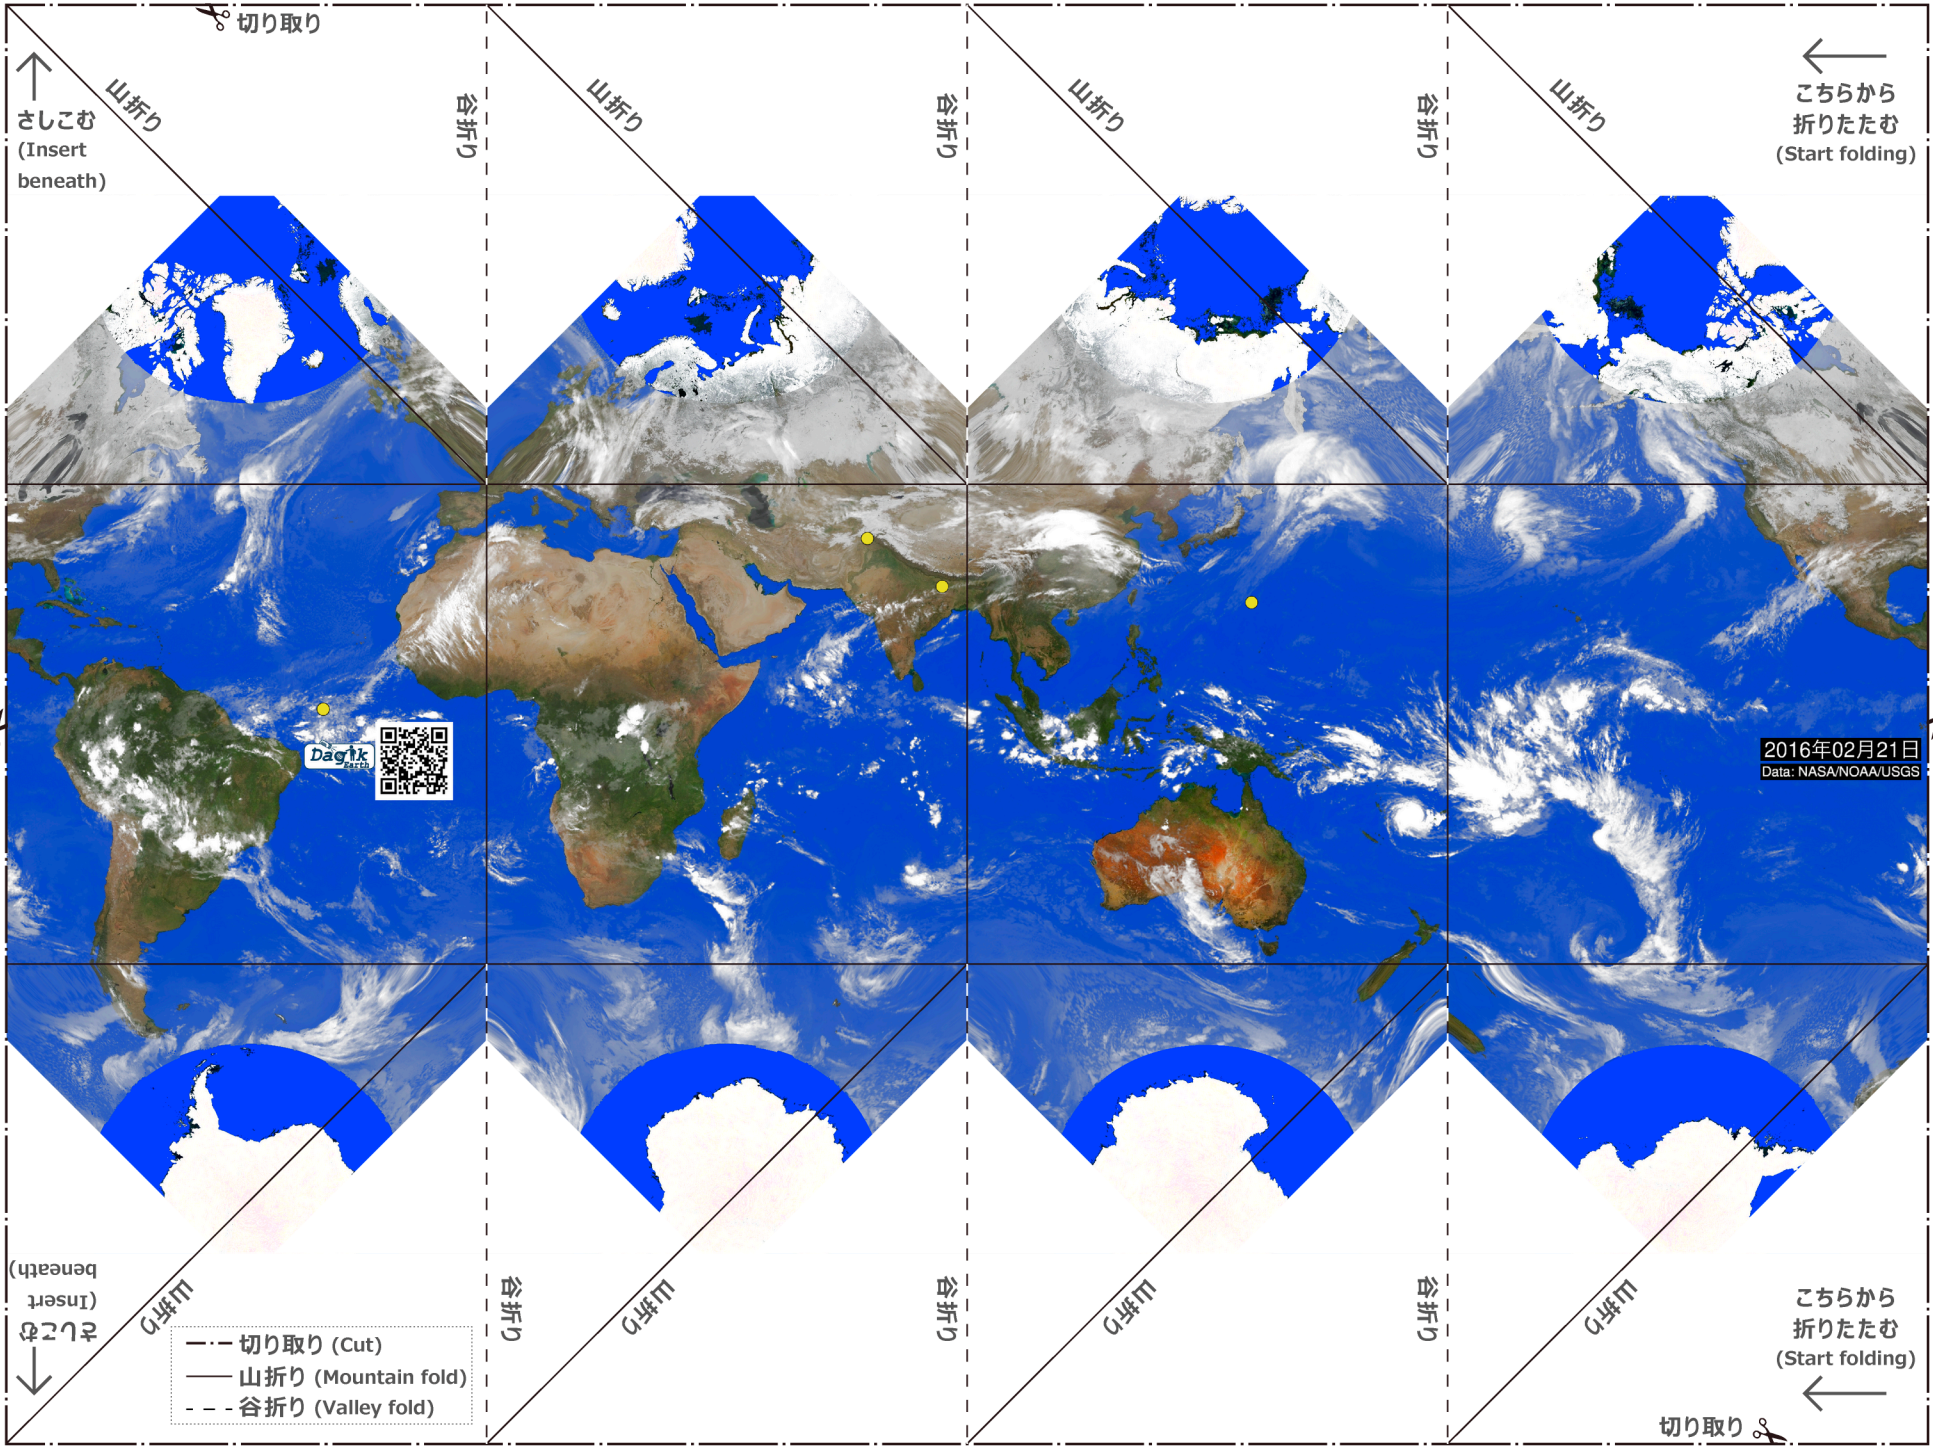 切り取り
さしこむ
(Insert
beneath)
山折り
谷折り
山折り
谷折り
山折り
谷折り
山折り
こちらから
折りたたむ
(Start folding)
Dagik
Earth
2016年02月21日
Data: NASA/NOAA/USGS
さしこむ
(Insert
beneath)
山折り
谷折り
山折り
谷折り
山折り
谷折り
山折り
こちらから
折りたたむ
(Start folding)
切り取り (Cut)
山折り (Mountain fold)
谷折り (Valley fold)
切り取り